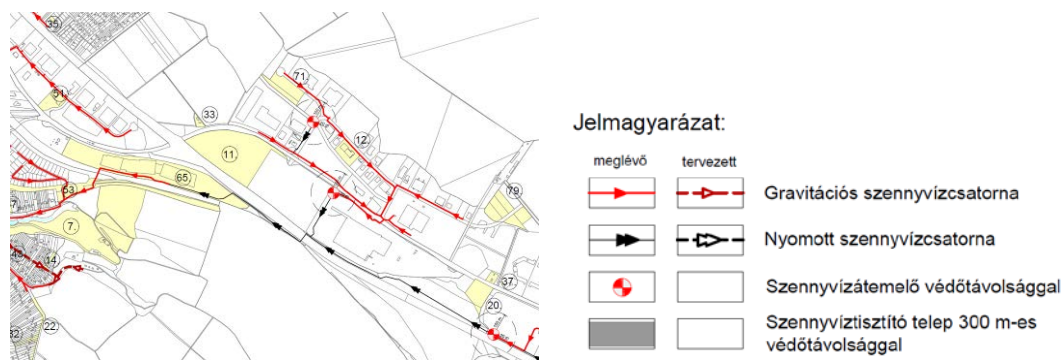 35.
51.
33.
71.
12.
11.
65.
53.
79.
7.
14.
37.
20.
22.
Jelmagyarázat:
meglévő tervezett
Gravitációs szennyvízcsatorna
Nyomott szennyvízcsatorna
Szennyvízátemelő védőtávolsággal
Szennyvíztisztító telep 300 m-es
védőtávolsággal